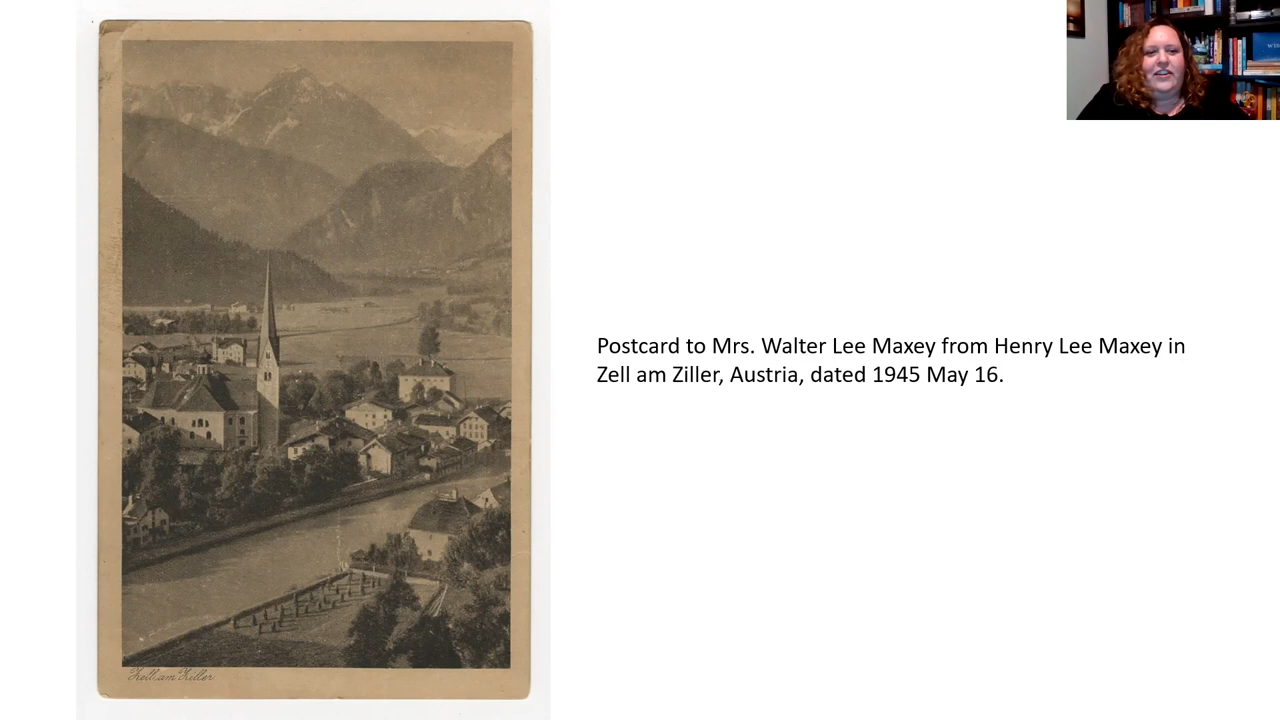 Postcard to Mrs. Walter Lee Maxey from Henry Lee Maxey in
Zell am Ziller, Austria, dated 1945 May 16.
Zell am Ziller